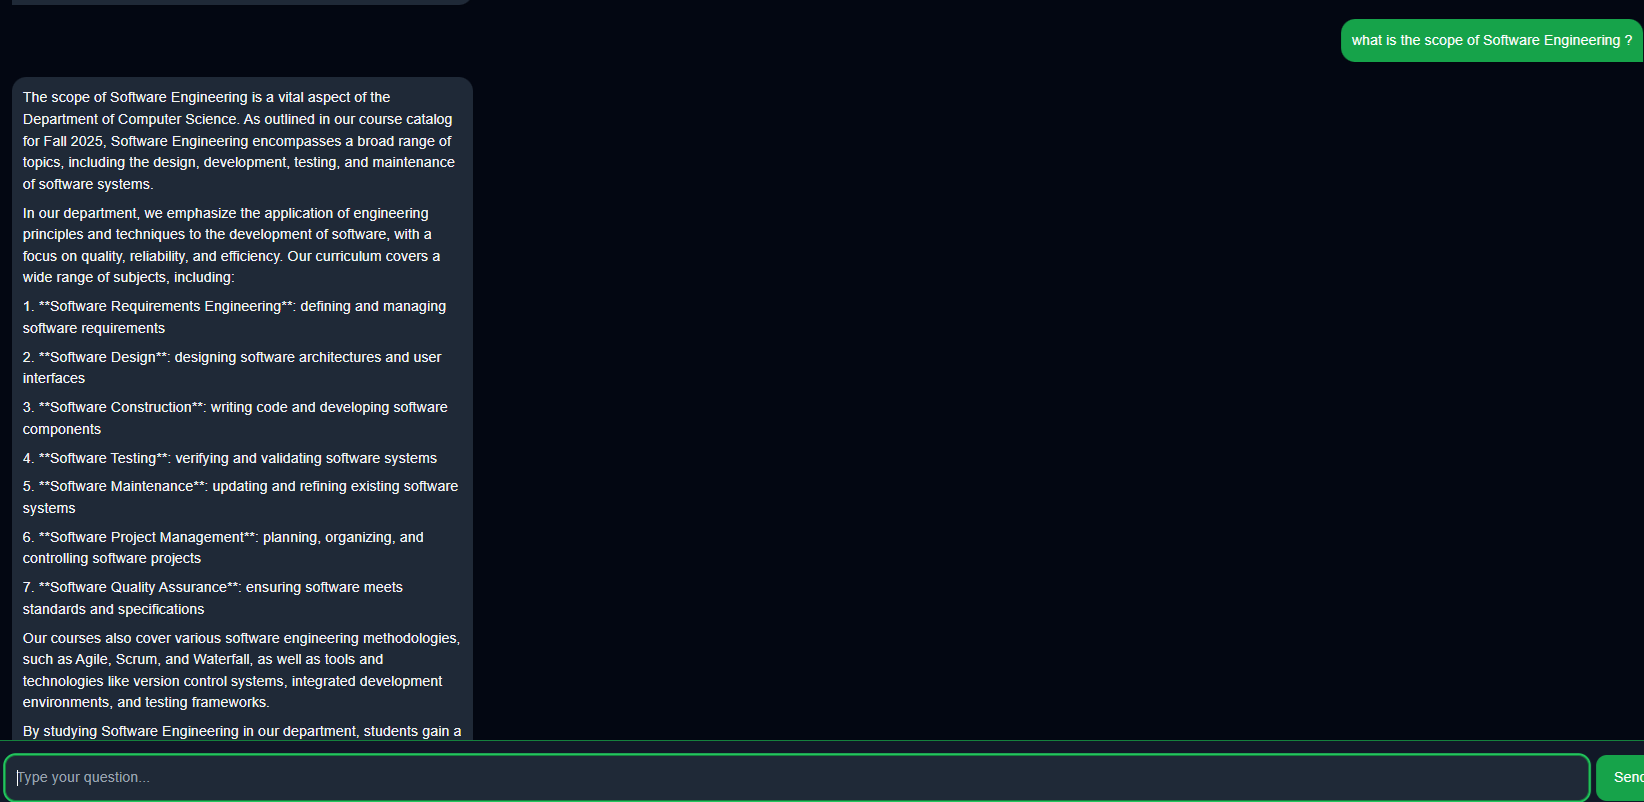 what is the scope of Software Engineering ?
The scope of Software Engineering is a vital aspect of the
Department of Computer Science. As outlined in our course catalog
for Fall 2025, Software Engineering encompasses a broad range of
topics, including the design, development, testing, and maintenance
of software systems.
In our department, we emphasize the application of engineering
principles and techniques to the development of software, with a
focus on quality, reliability, and efficiency. Our curriculum covers a
wide range of subjects, including:
1. **Software Requirements Engineering**: defining and managing
software requirements
2. **Software Design**: designing software architectures and user
interfaces
3. **Software Construction**: writing code and developing software
components
4. **Software Testing**: verifying and validating software systems
5. **Software Maintenance**: updating and refining existing software
systems
6. **Software Project Management**: planning, organizing, and
controlling software projects
7. **Software Quality Assurance**: ensuring software meets
standards and specifications
Our courses also cover various software engineering methodologies,
such as Agile, Scrum, and Waterfall, as well as tools and
technologies like version control systems, integrated development
environments, and testing frameworks.
By studying Software Engineering in our department, students gain a
Type your question...
Sen